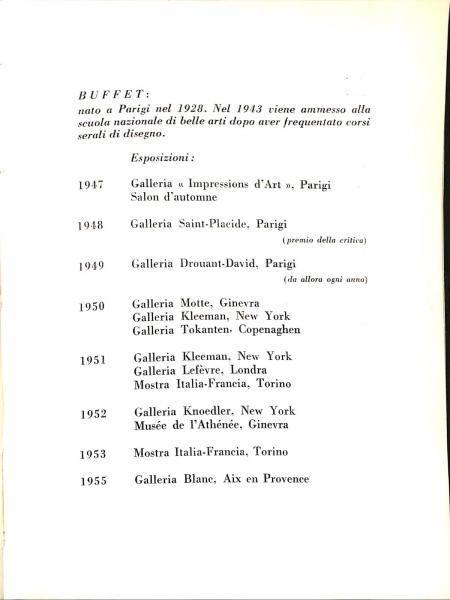 BUFFET:
nato a Parigi nel 1928. Nel 1943 viene ammesso alla
scuola nazionale di belle arti dopo aver frequentato corsi
serali di disegno.
Esposizioni:
1947 Galleria « Impressions d'Art », Parigi
Salon d'automne
1948 Galleria Saint-Placide, Parigi
(premio della critica)
1949 Galleria Drouant-David, Parigi
(da allora ogni anno)
1950 Galleria Motte, Ginevra
Galleria Kleeman, New York
Galleria Tokanten, Copenaghen
1951 Galleria Kleeman, New York
Galleria Lefèvre, Londra
Mostra Italia-Francia, Torino
1952 Galleria Knoedler, New York
Musée de l'Athénée, Ginevra
1953 Mostra Italia-Francia, Torino
1955 Galleria Blanc, Aix en Provence